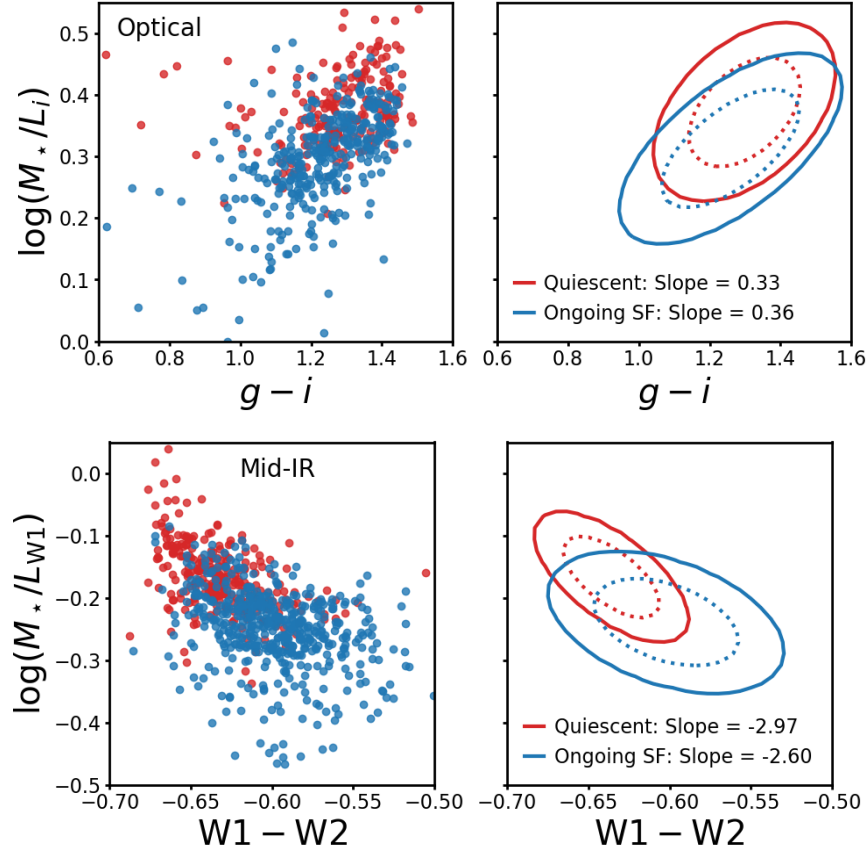 Optical
log(M⋆/Li)
0.5
0.4
0.3
0.2
0.1
0.0
0.6 0.8 1.0 1.2 1.4 1.6
g − i
Quiescent: Slope = 0.33
Ongoing SF: Slope = 0.36
0.6 0.8 1.0 1.2 1.4 1.6
g − i
Mid-IR
log(M⋆/LW1)
0.0
−0.1
−0.2
−0.3
−0.4
−0.5
−0.70 −0.65 −0.60 −0.55 −0.50
W1 − W2
Quiescent: Slope = -2.97
Ongoing SF: Slope = -2.60
−0.70 −0.65 −0.60 −0.55 −0.50
W1 − W2